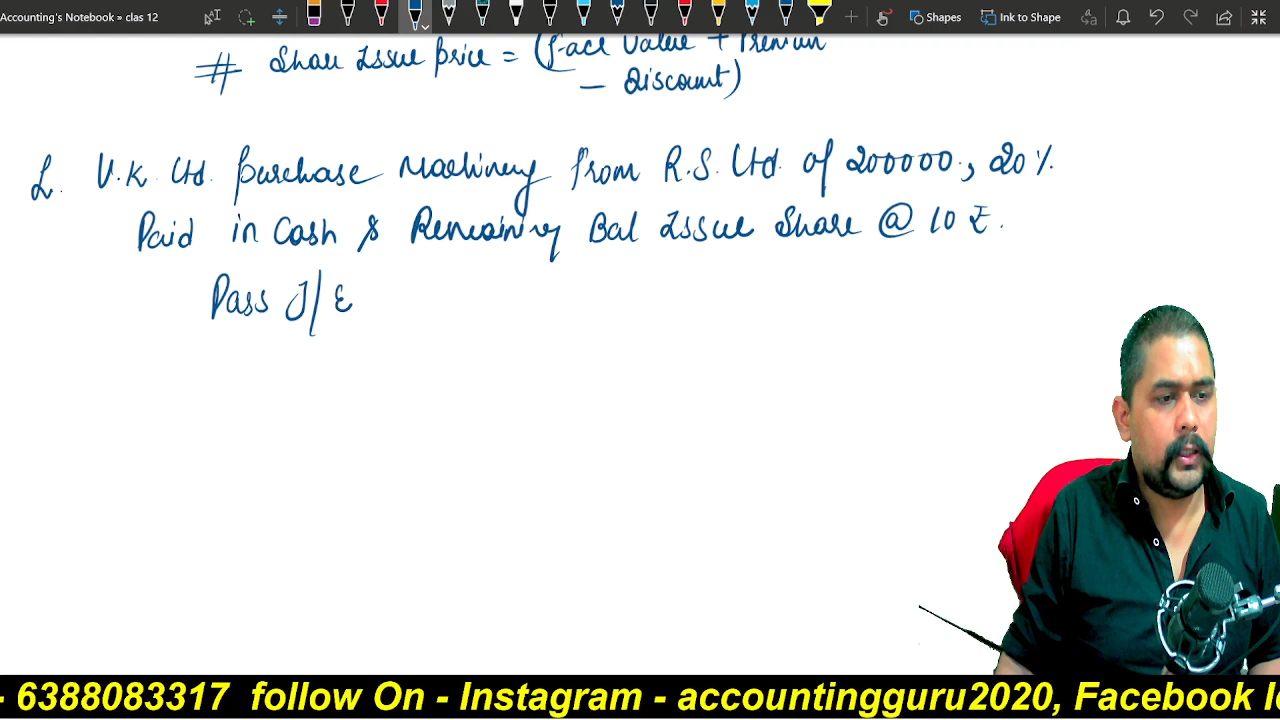 Accounting's Notebook » clas 12
Shapes
Ink to Shape
# Share Issue price = (face Value + Premium
- Discount)
2. V.K. Ltd. purchase Machinery from R.S. Ltd. of 200000, 20%
Paid in Cash & Remaining Bal Issue Share @ 10 ₹.
Pass J/E
- 6388083317 follow On - Instagram - accountingguru2020, Facebook